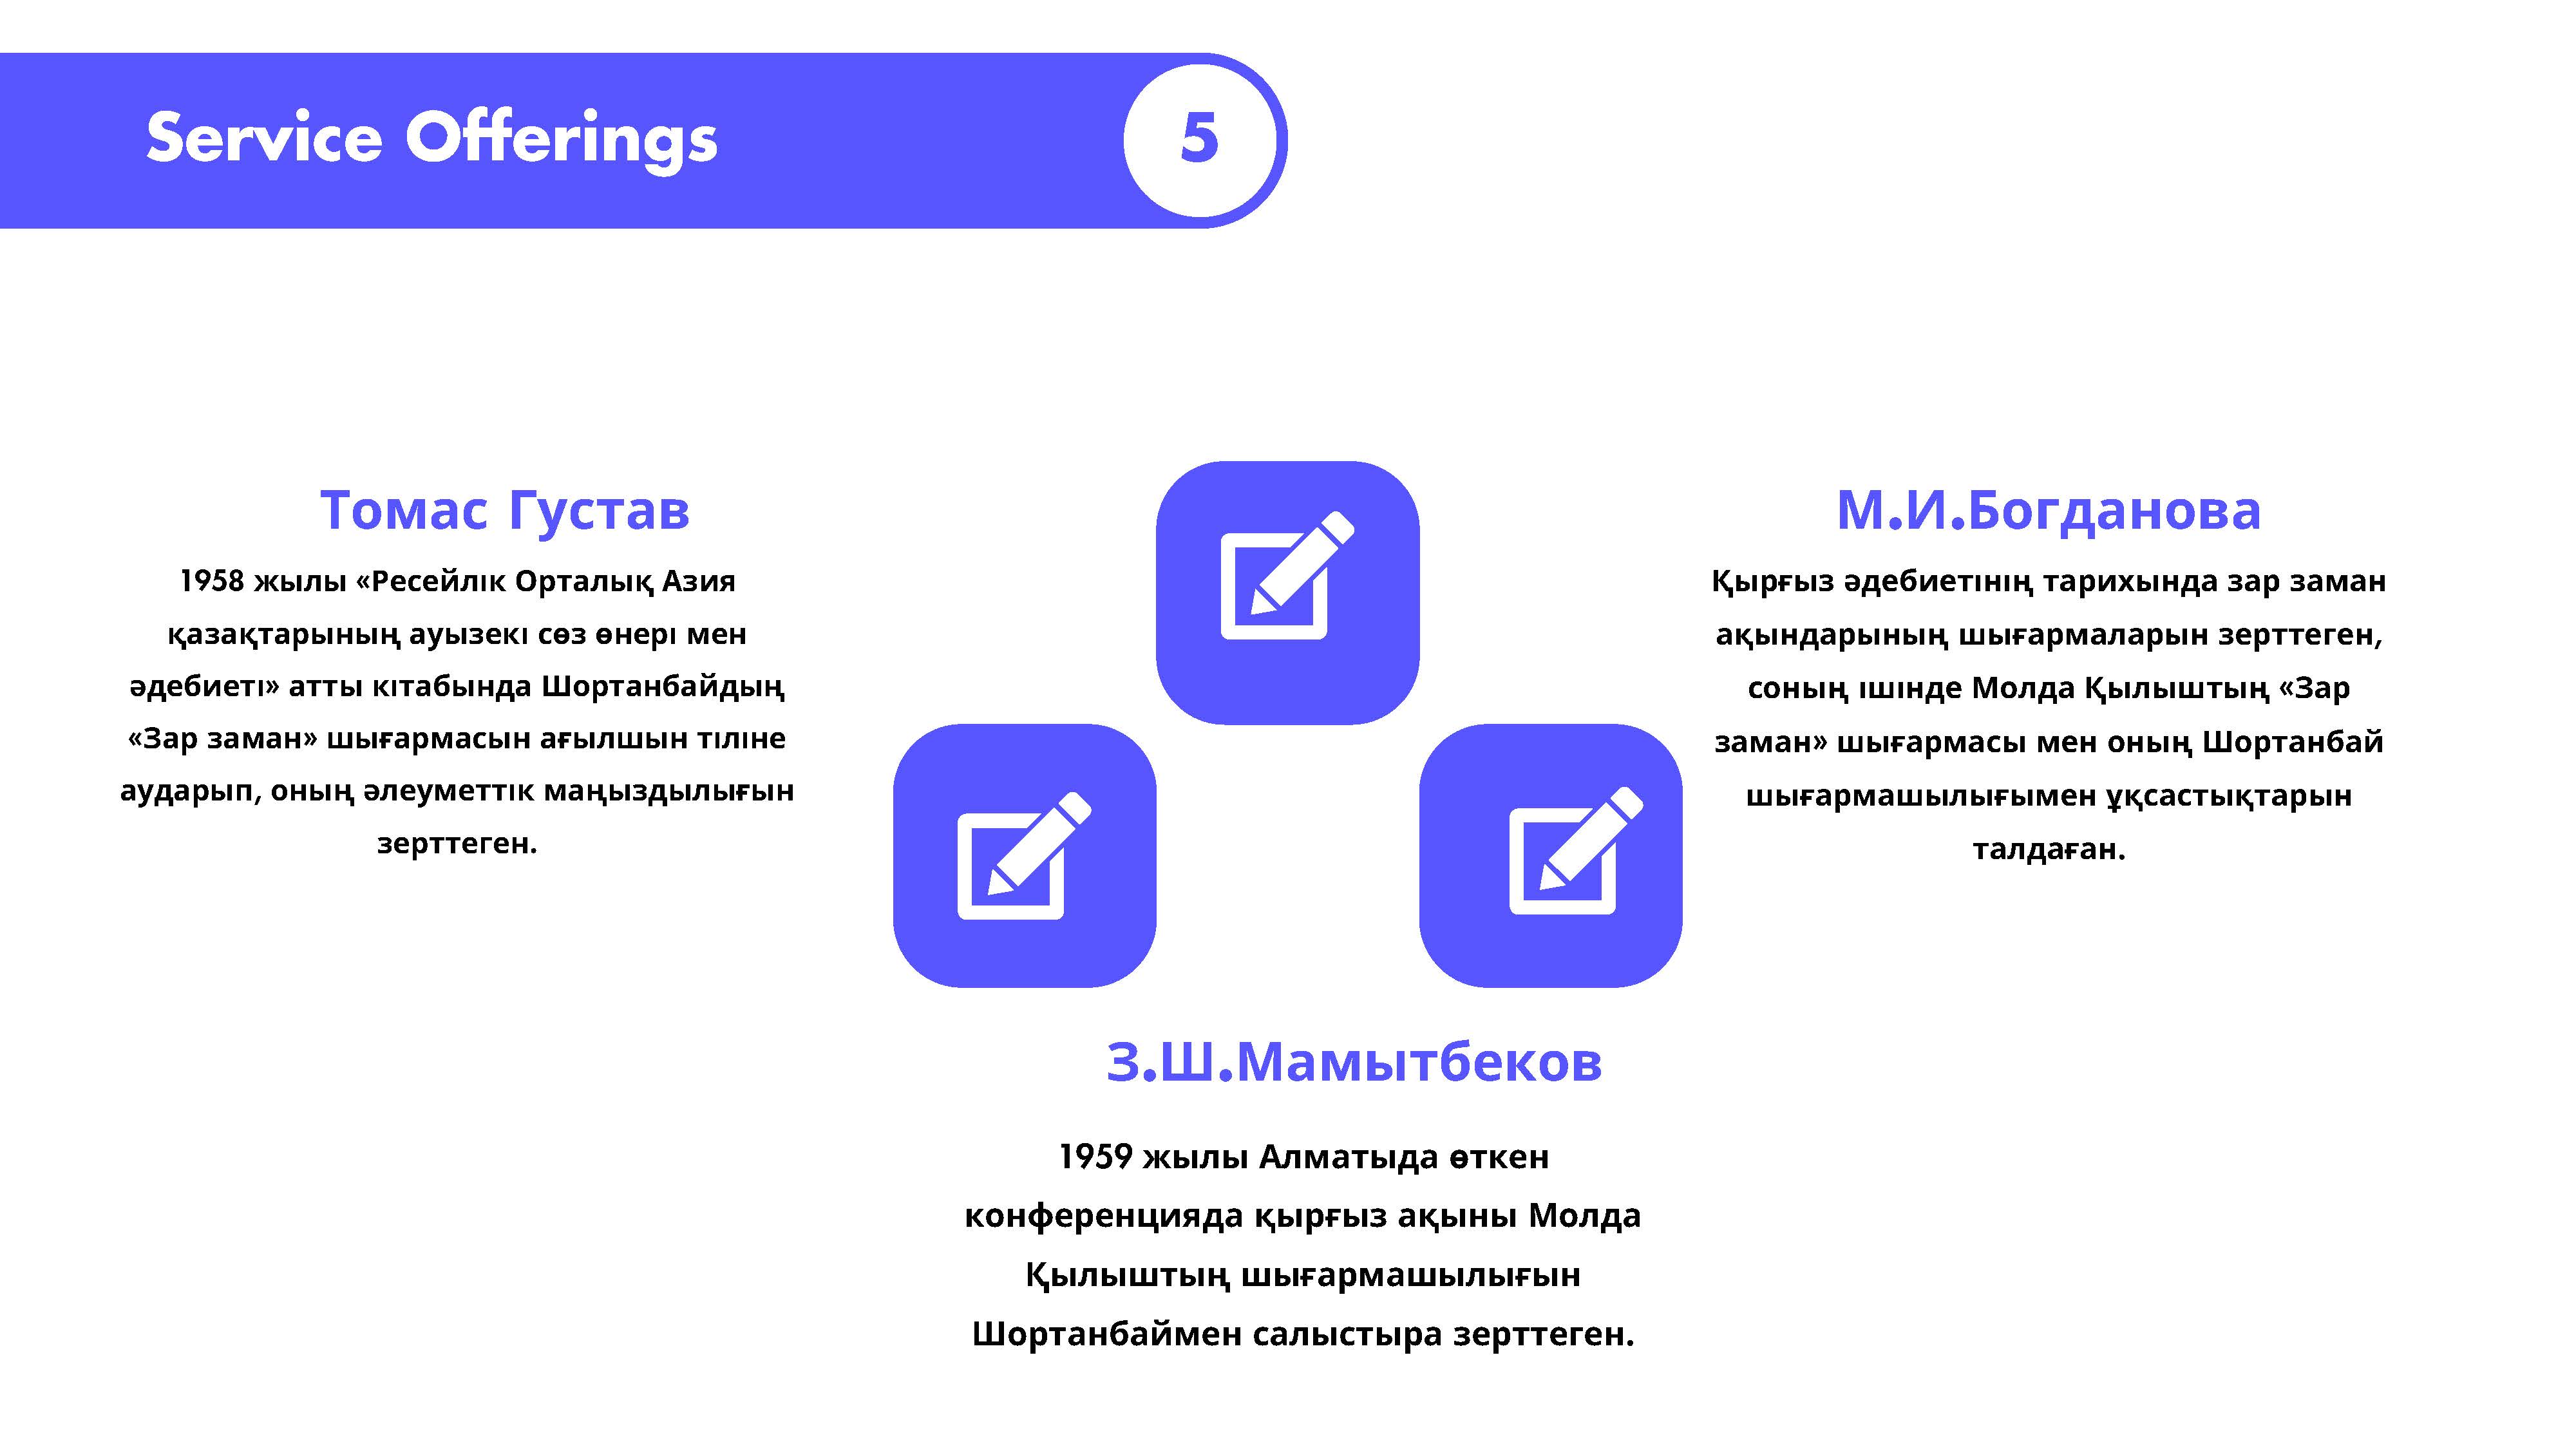 Service Offerings
5
Томас Густав
1958 жылы «Ресейлік Орталық Азия
қазақтарының ауызекі сөз өнері мен
әдебиеті» атты кітабында Шортанбайдың
«Зар заман» шығармасын ағылшын тіліне
аударып, оның әлеуметтік маңыздылығын
зерттеген.
М.И.Богданова
Қырғыз әдебиетінің тарихында зар заман
ақындарының шығармаларын зерттеген,
соның ішінде Молда Қылыштың «Зар
заман» шығармасы мен оның Шортанбай
шығармашылығымен ұқсастықтарын
талдаған.
З.Ш.Мамытбеков
1959 жылы Алматыда өткен
конференцияда қырғыз ақыны Молда
Қылыштың шығармашылығын
Шортанбаймен салыстыра зерттеген.